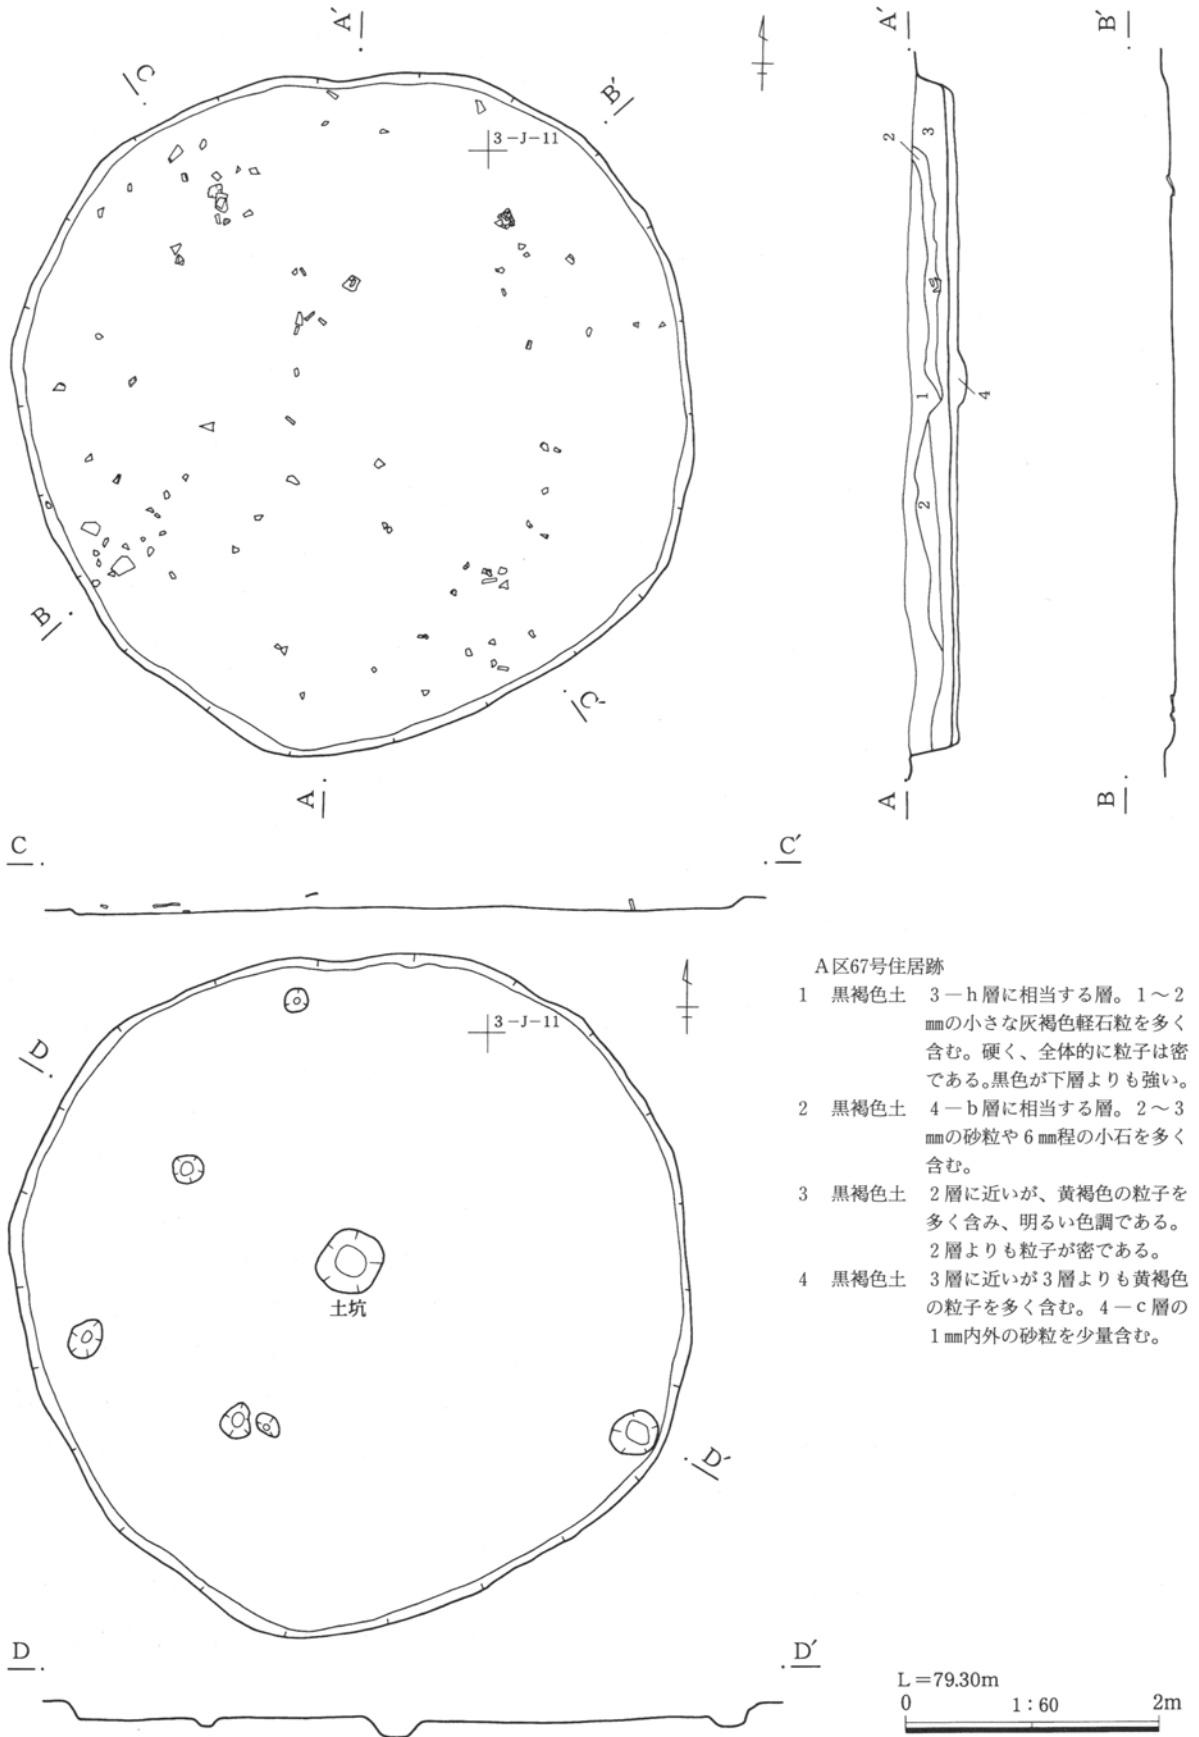 A′
C
B′
3-J-11
B
C′
A
A′
B′
2
3
1
4
2
A
B
C
C′
3-J-11
D
土坑
D′
D
D′
A区67号住居跡
1 黒褐色土 3-h層に相当する層。1~2
㎜の小さな灰褐色軽石粒を多く
含む。硬く、全体的に粒子は密
である。黒色が下層よりも強い。
2 黒褐色土 4-b層に相当する層。2~3
㎜の砂粒や6㎜程の小石を多く
含む。
3 黒褐色土 2層に近いが、黄褐色の粒子を
多く含み、明るい色調である。
2層よりも粒子が密である。
4 黒褐色土 3層に近いが3層よりも黄褐色
の粒子を多く含む。4-c層の
1㎜内外の砂粒を少量含む。
L=79.30m
0 1:60 2m